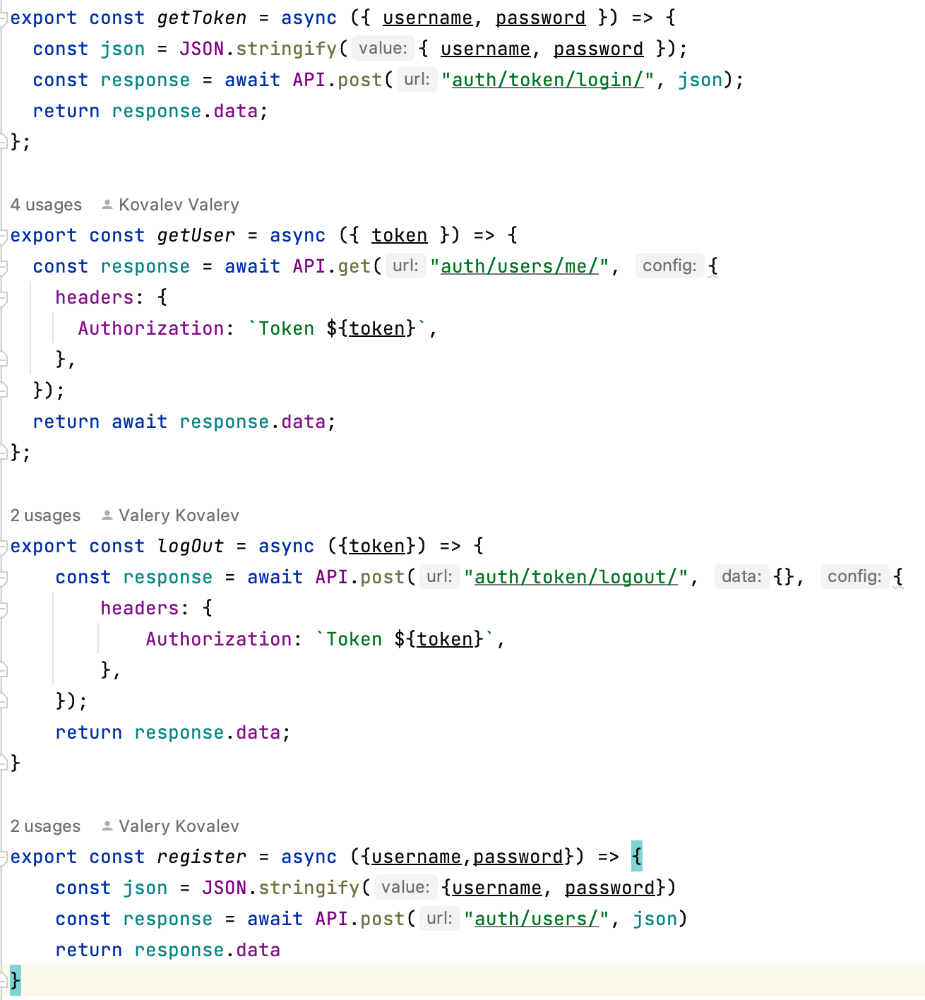 export const getToken = async ({ username, password }) => {
  const json = JSON.stringify( value: { username, password });
  const response = await API.post( url: "auth/token/login/", json);
  return response.data;
};
4 usages  Kovalev Valery
export const getUser = async ({ token }) => {
  const response = await API.get( url: "auth/users/me/",  config: {
    headers: {
      Authorization: `Token ${token}`,
    },
  });
  return await response.data;
};
2 usages  Valery Kovalev
export const logOut = async ({token}) => {
    const response = await API.post( url: "auth/token/logout/",  data: {},  config: {
        headers: {
            Authorization: `Token ${token}`,
        },
    });
    return response.data;
}
2 usages  Valery Kovalev
export const register = async ({username,password}) => {
    const json = JSON.stringify( value: {username, password})
    const response = await API.post( url: "auth/users/", json)
    return response.data
}